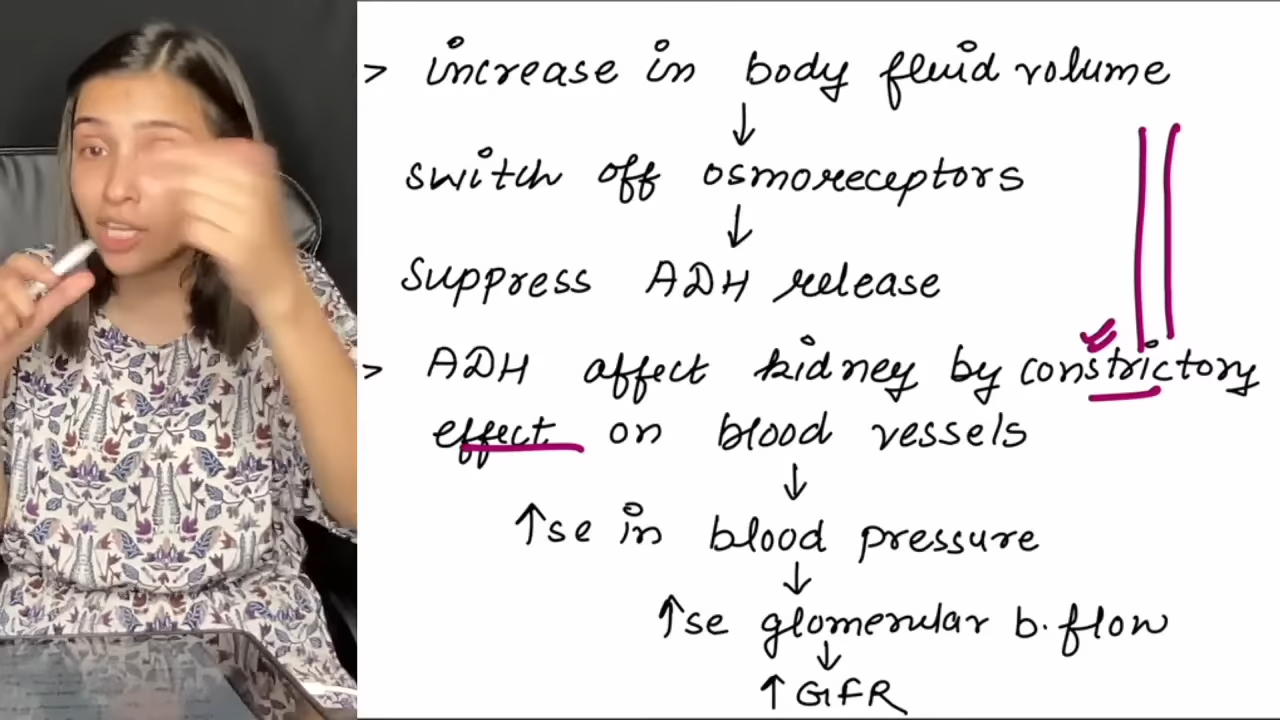 > increase in body fluid volume
↓
switch off osmoreceptors
↓
suppress ADH release
> ADH affect kidney by constrictory
effect on blood vessels
↓
↑se in blood pressure
↓
↑se glomerular b. flow
↓
↑ GFR